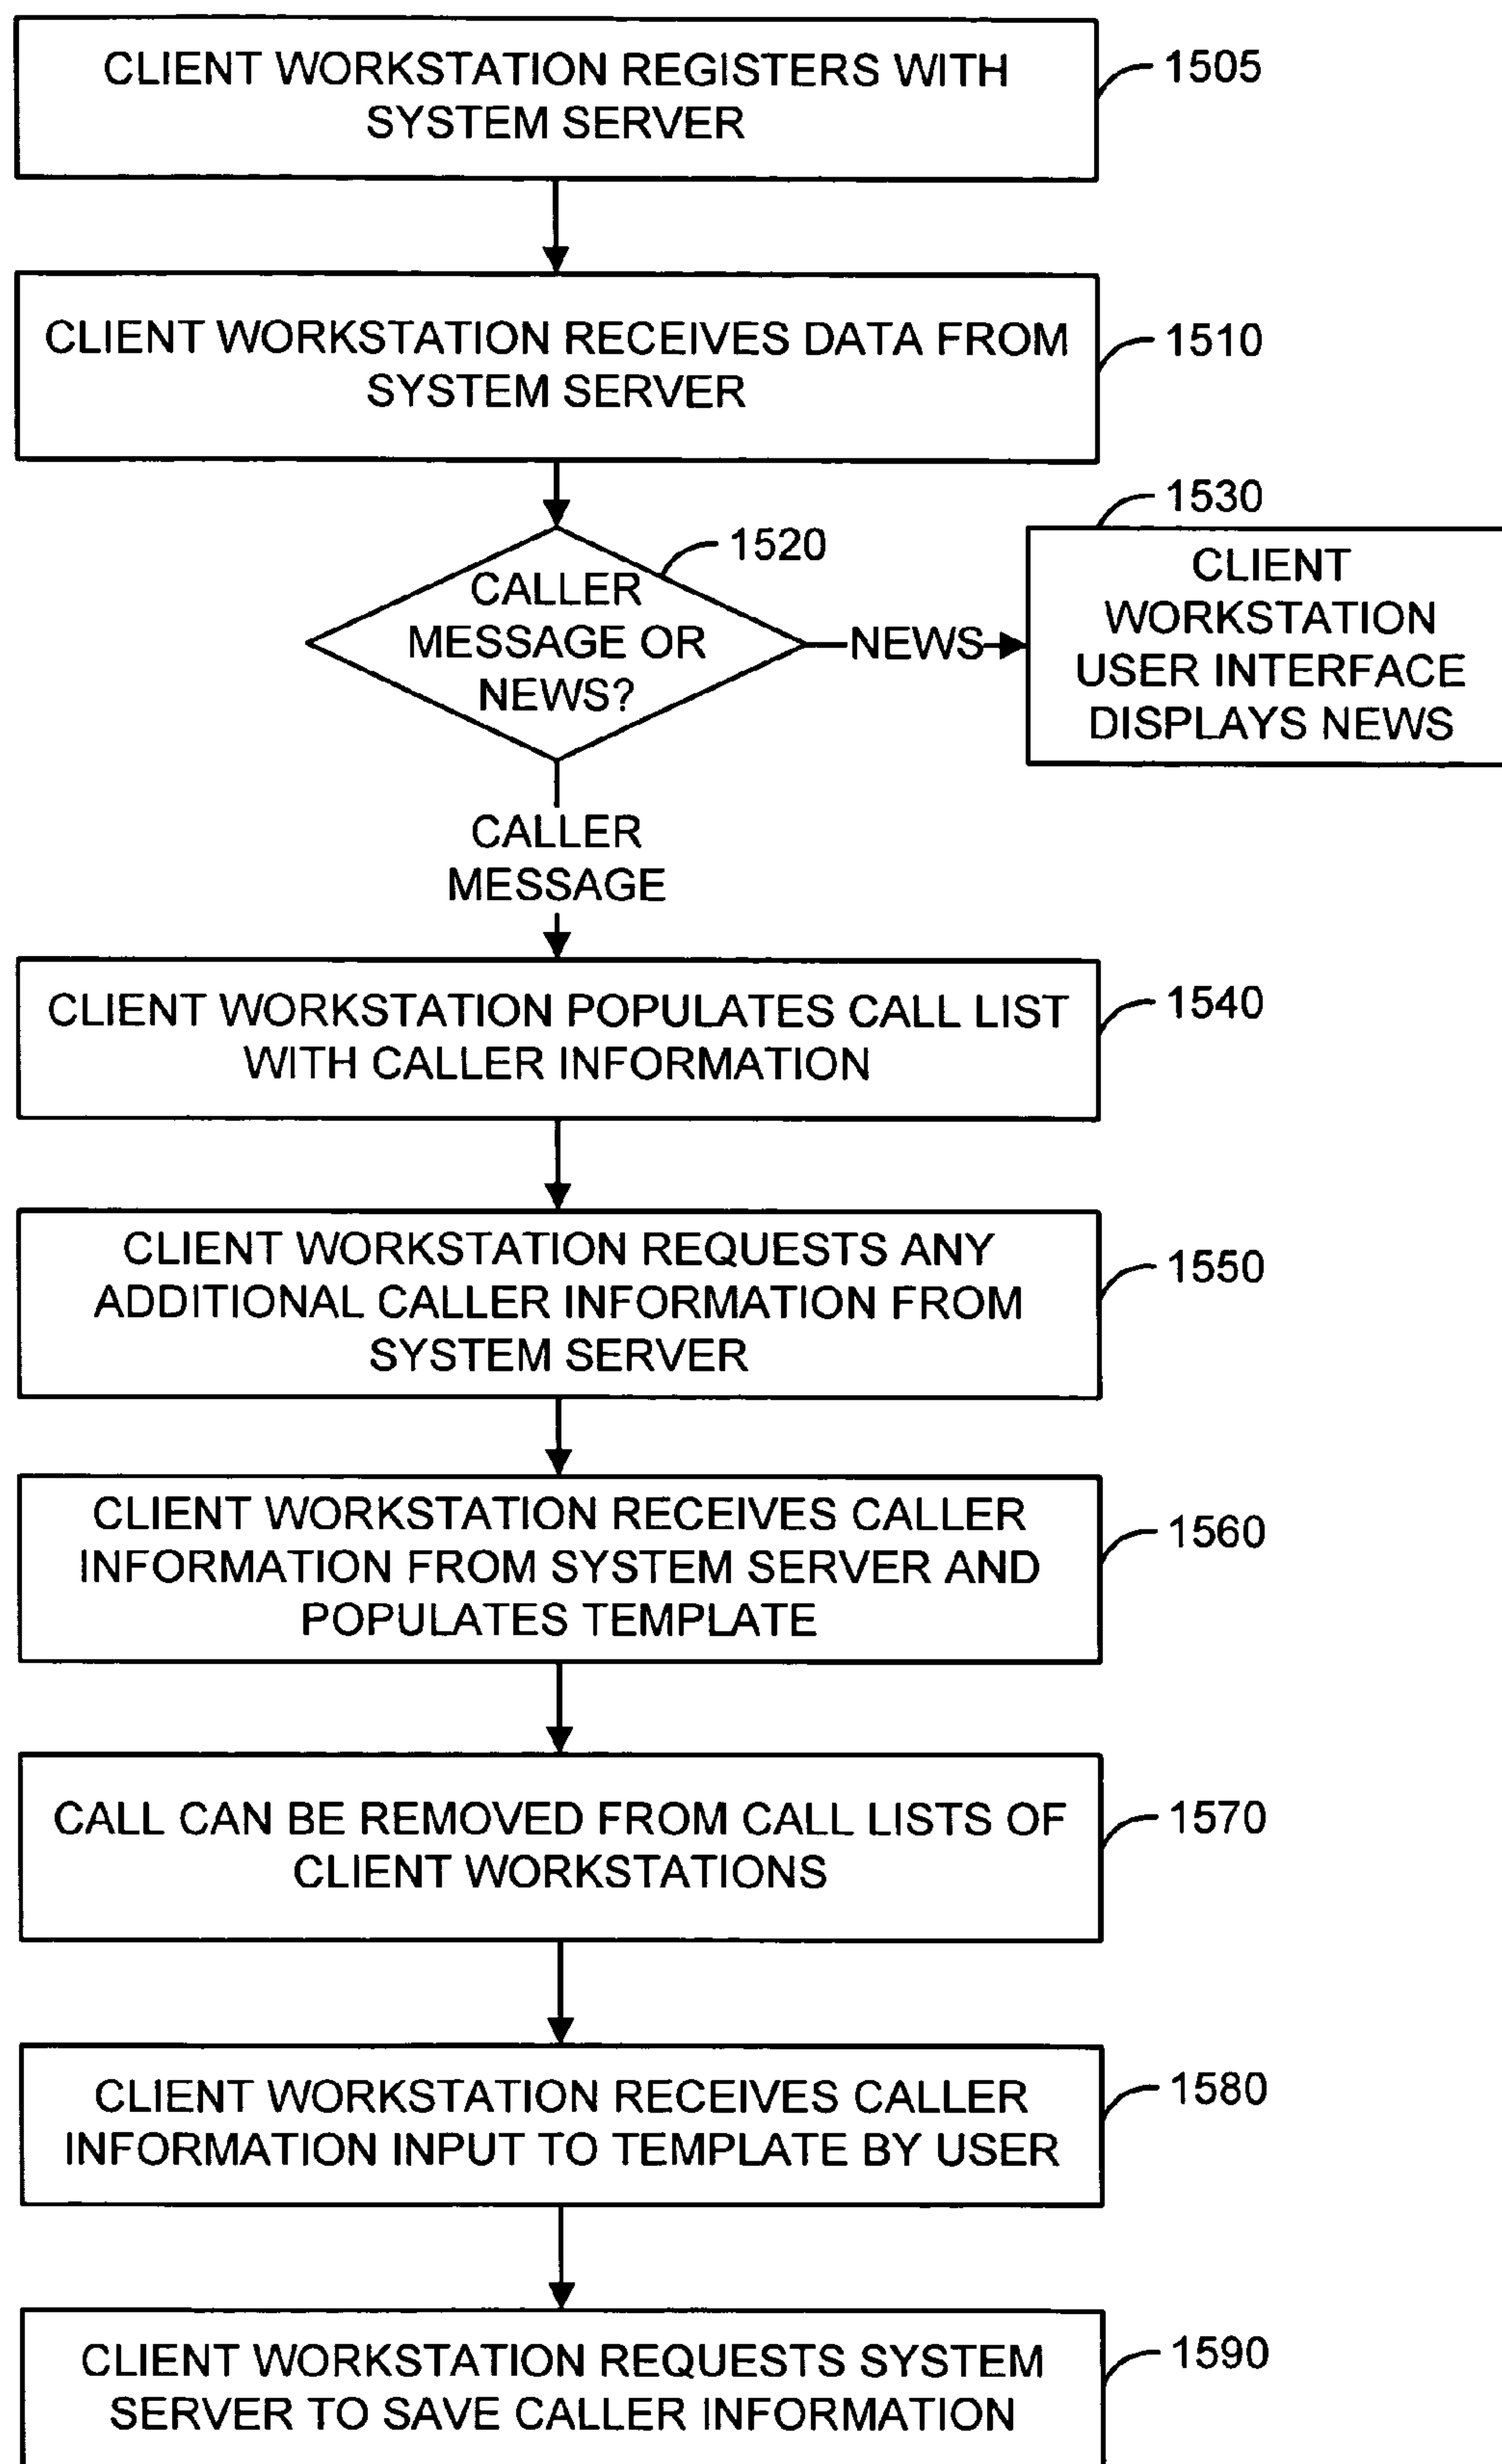 CLIENT WORKSTATION REGISTERS WITH
SYSTEM SERVER
1505
CLIENT WORKSTATION RECEIVES DATA FROM
SYSTEM SERVER
1510
CALLER
MESSAGE OR
NEWS?
1520
NEWS
1530
CLIENT
WORKSTATION
USER INTERFACE
DISPLAYS NEWS
CALLER
MESSAGE
CLIENT WORKSTATION POPULATES CALL LIST
WITH CALLER INFORMATION
1540
CLIENT WORKSTATION REQUESTS ANY
ADDITIONAL CALLER INFORMATION FROM
SYSTEM SERVER
1550
CLIENT WORKSTATION RECEIVES CALLER
INFORMATION FROM SYSTEM SERVER AND
POPULATES TEMPLATE
1560
CALL CAN BE REMOVED FROM CALL LISTS OF
CLIENT WORKSTATIONS
1570
CLIENT WORKSTATION RECEIVES CALLER
INFORMATION INPUT TO TEMPLATE BY USER
1580
CLIENT WORKSTATION REQUESTS SYSTEM
SERVER TO SAVE CALLER INFORMATION
1590